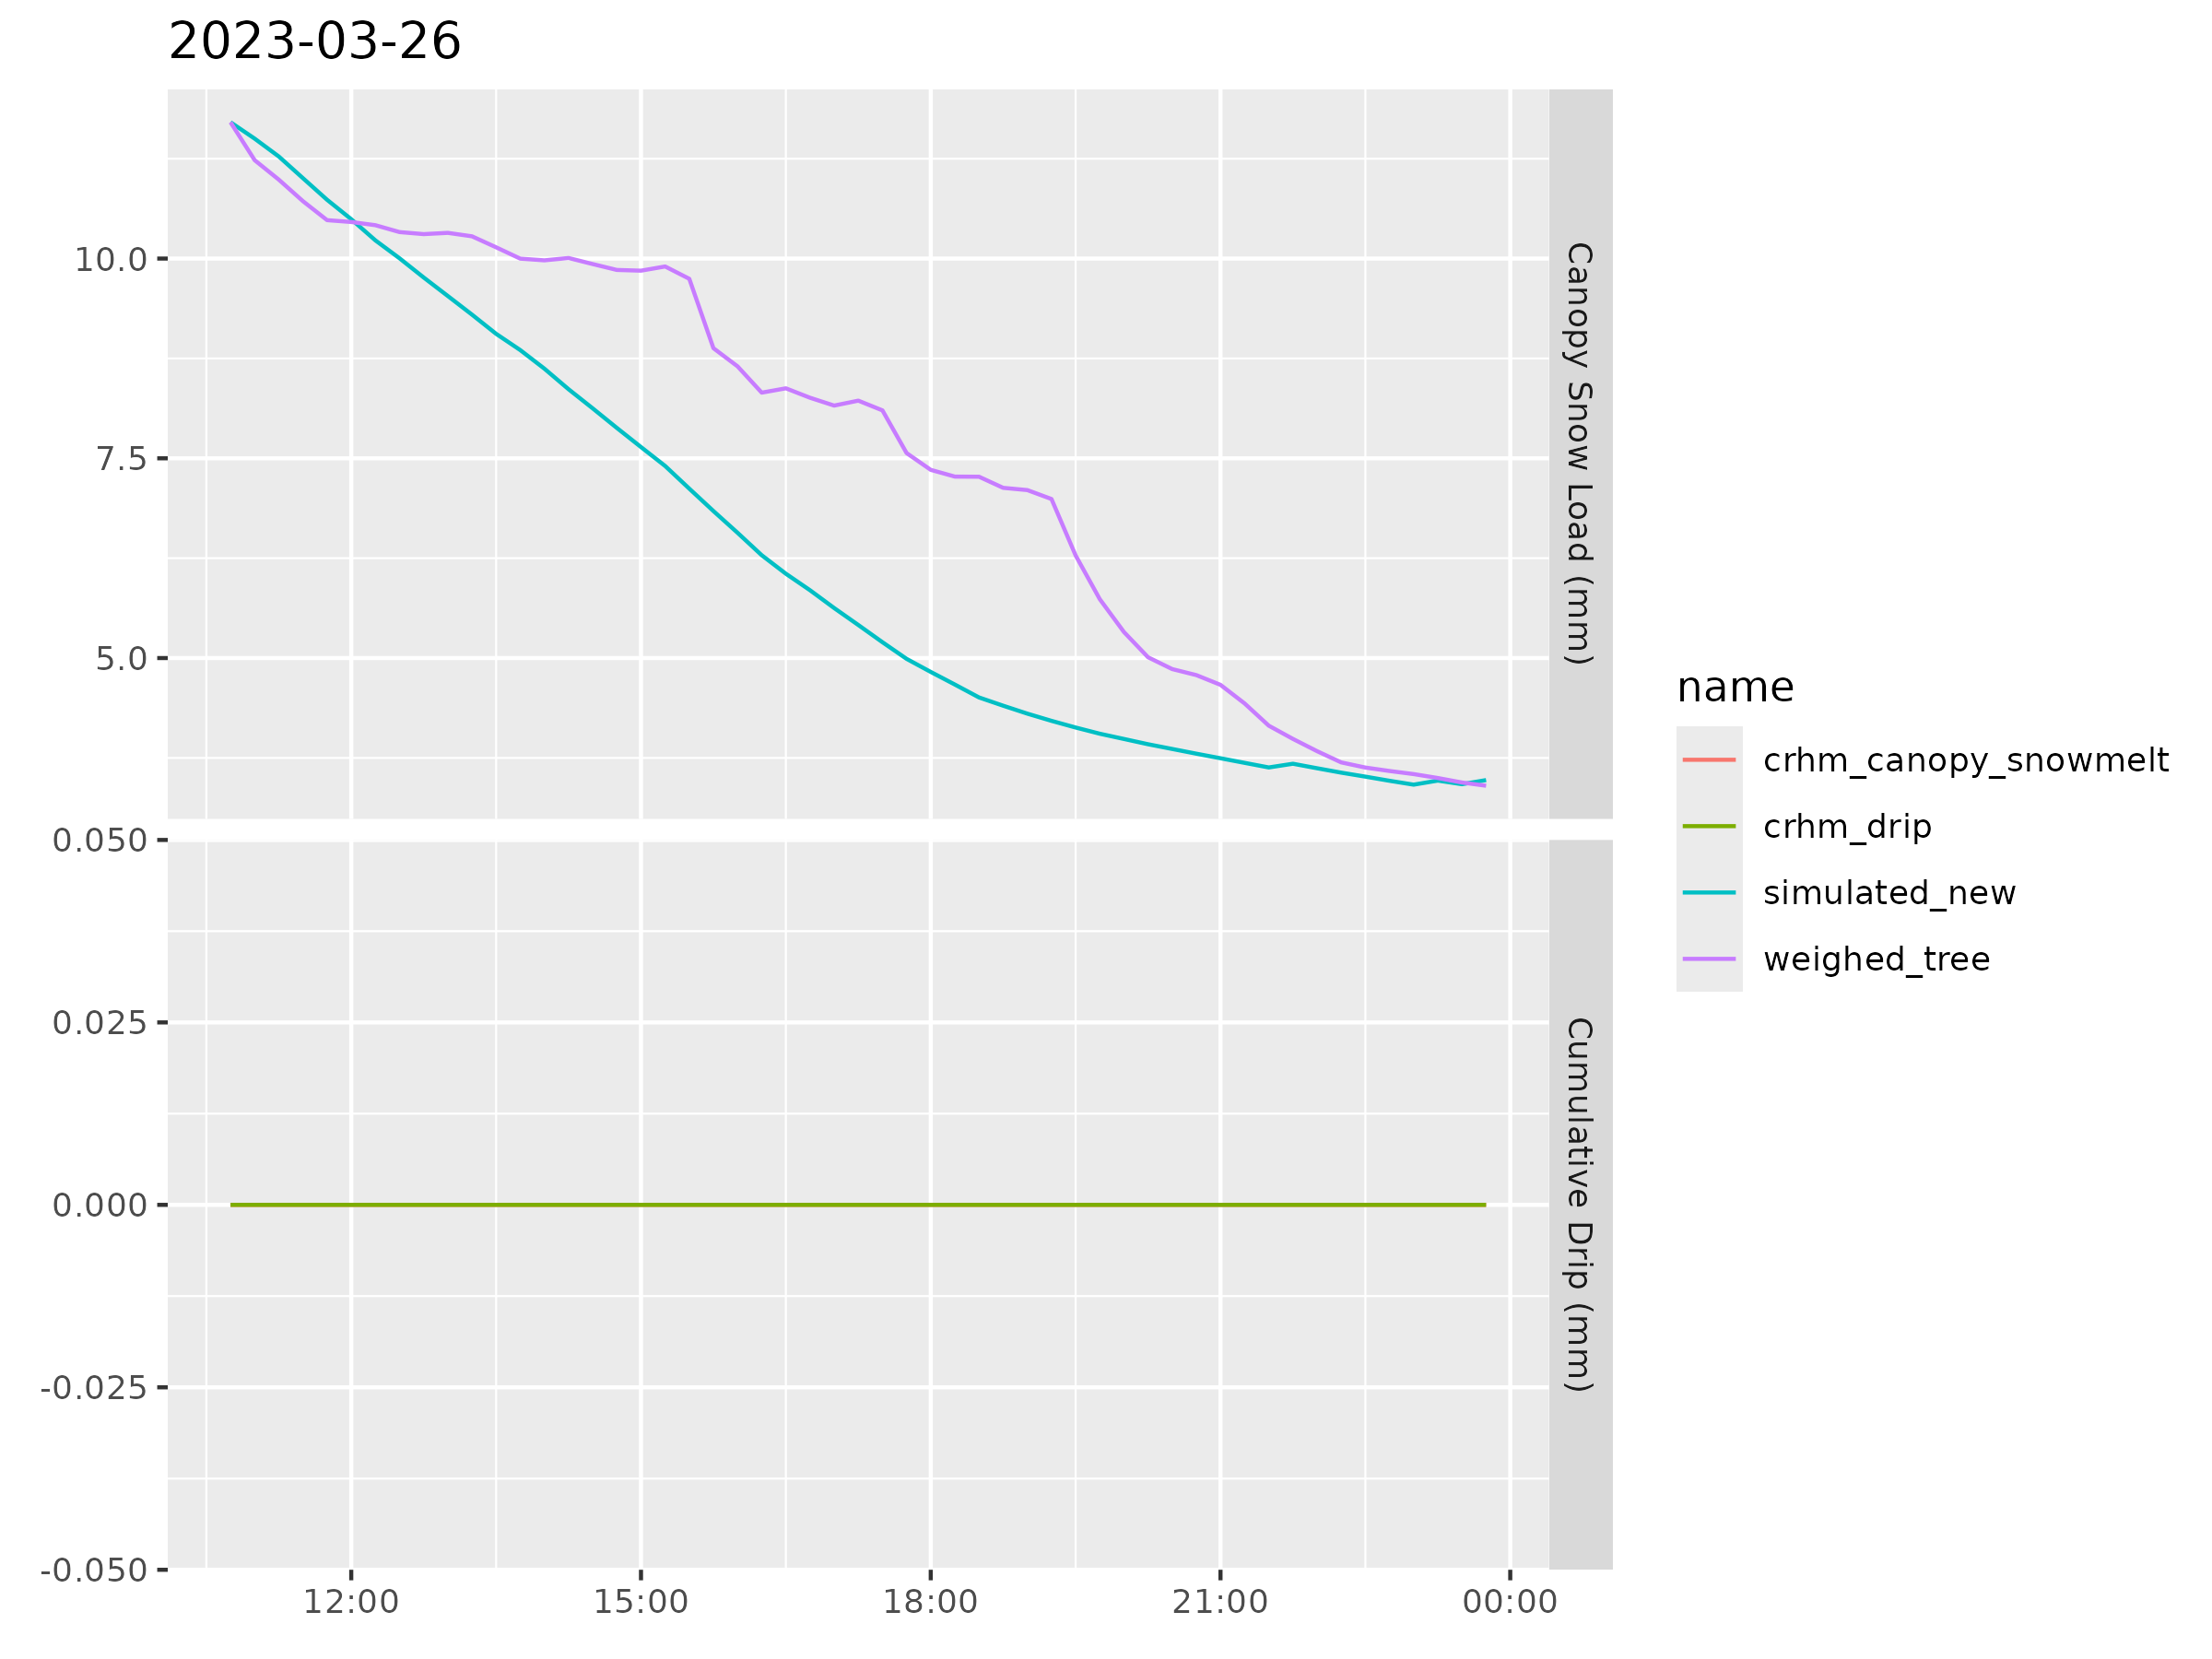 2023-03-26
10.0
7.5
5.0
Canopy Snow Load (mm)
0.050
0.025
0.000
-0.025
-0.050
Cumulative Drip (mm)
12:00
15:00
18:00
21:00
00:00
name
crhm_canopy_snowmelt
crhm_drip
simulated_new
weighed_tree